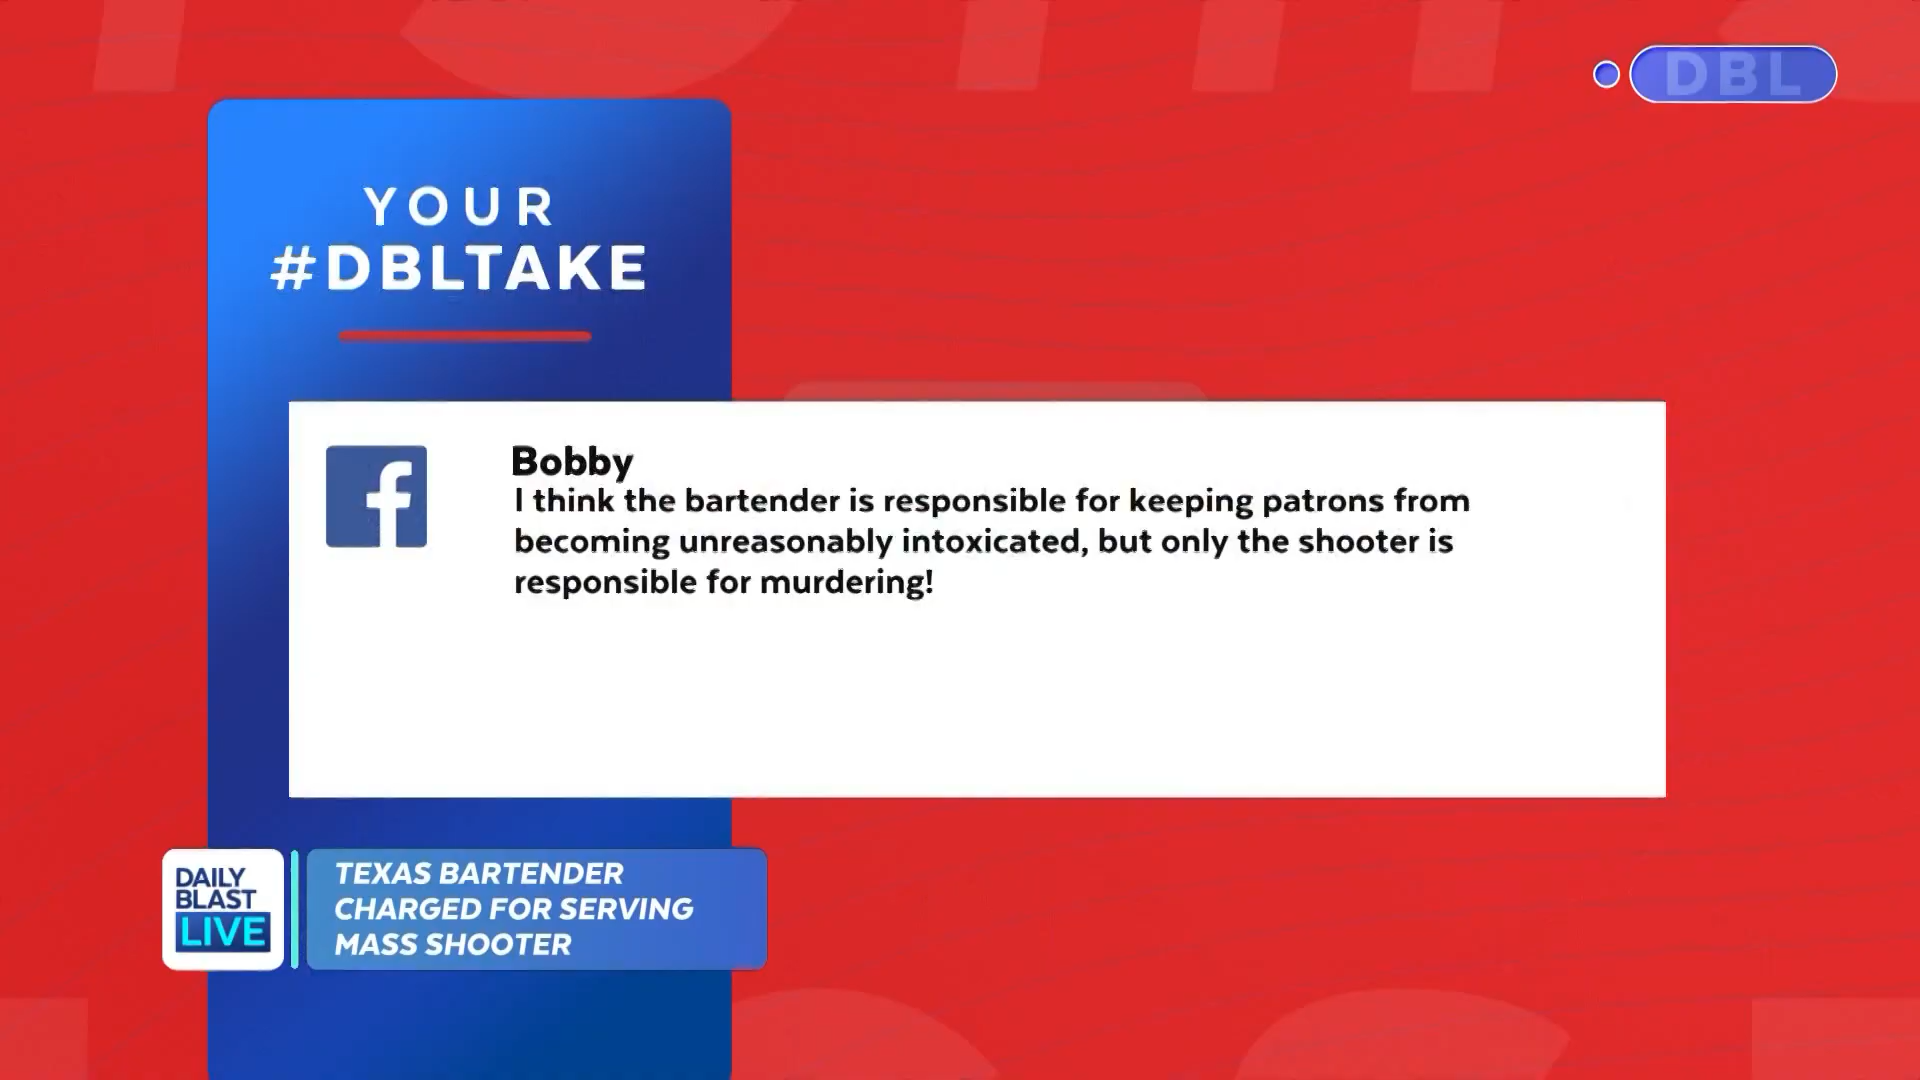 DBL
YOUR
#DBLTAKE
Bobby
I think the bartender is responsible for keeping patrons from
becoming unreasonably intoxicated, but only the shooter is
responsible for murdering!
DAILY
BLAST
LIVE
TEXAS BARTENDER
CHARGED FOR SERVING
MASS SHOOTER